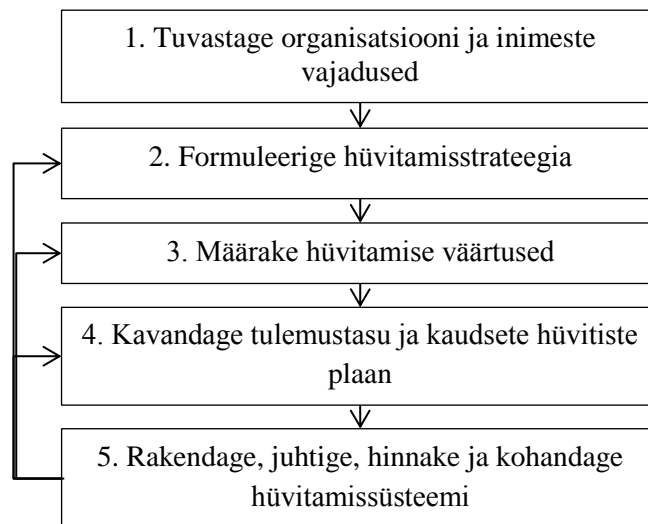 1. Tuvastage organisatsiooni ja inimeste
vajadused
2. Formuleerige hüvitamisstrateegia
3. Määrake hüvitamise väärtused
4. Kavandage tulemustasu ja kaudsete hüvitiste
plaan
5. Rakendage, juhtige, hinnake ja kohandage
hüvitamissüsteemi